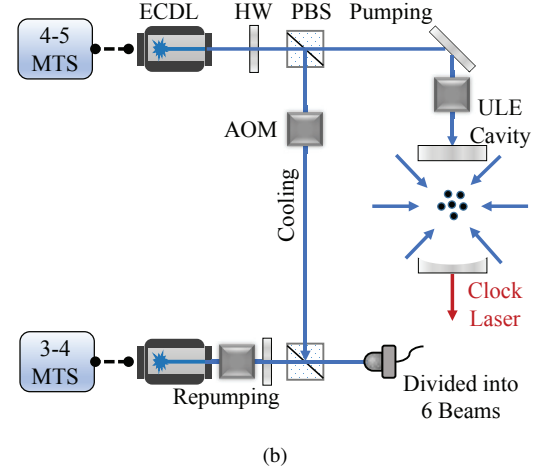 ECDL HW PBS Pumping
4-5
MTS
AOM
ULE
Cavity
Cooling
Clock
Laser
3-4
MTS
Repumping
Divided into
6 Beams
(b)